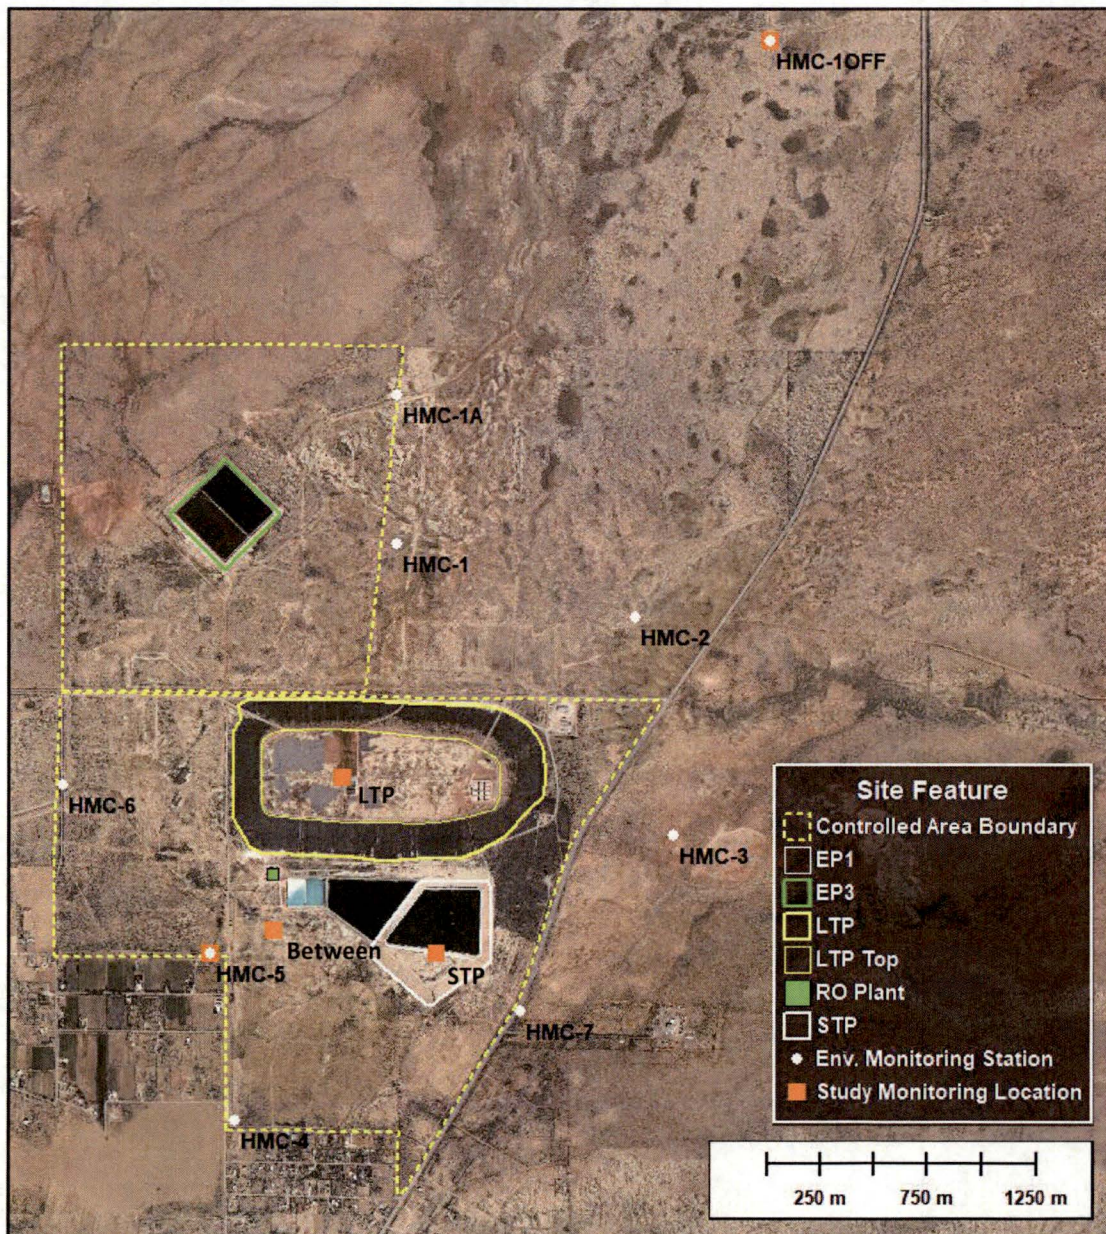 HMC-1OFF
HMC-1A
HMC-1
HMC-2
LTP
HMC-6
HMC-3
Between
HMC-5
STP
HMC-7
HMC-4
Site Feature
Controlled Area Boundary
EP1
EP3
LTP
LTP Top
RO Plant
STP
Env. Monitoring Station
Study Monitoring Location
250 m 750 m 1250 m